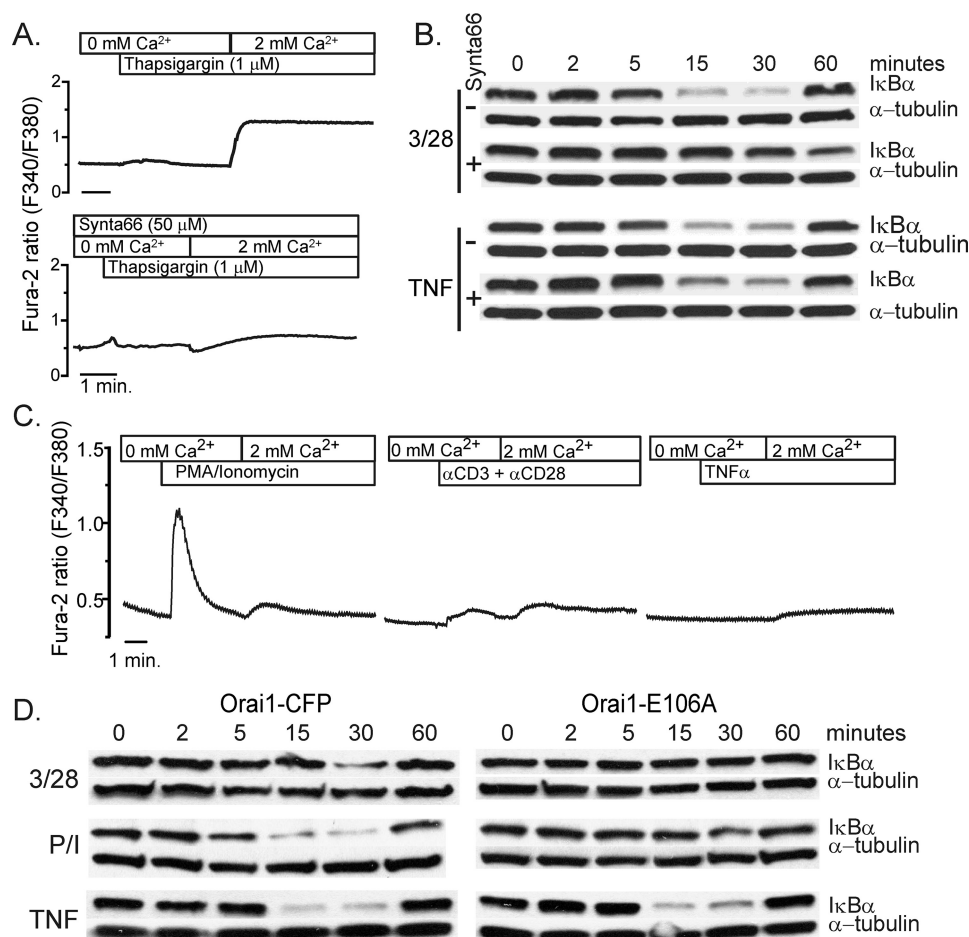 A.
0 mM Ca²⁺ 2 mM Ca²⁺
Thapsigargin (1 μM)
2
1
0
Synta66 (50 μM)
0 mM Ca²⁺ 2 mM Ca²⁺
Thapsigargin (1 μM)
2
1
0
Fura-2 ratio (F340/F380)
1 min.
B.
Synta66
0 2 5 15 30 60 minutes
3/28
-
IκBα
α-tubulin
+
IκBα
α-tubulin
TNF
-
IκBα
α-tubulin
+
IκBα
α-tubulin
C.
Fura-2 ratio (F340/F380)
1.5
1.0
0.5
0 mM Ca²⁺ 2 mM Ca²⁺
PMA/Ionomycin
0 mM Ca²⁺ 2 mM Ca²⁺
αCD3 + αCD28
0 mM Ca²⁺ 2 mM Ca²⁺
TNFα
1 min.
D.
Orai1-CFP Orai1-E106A
0 2 5 15 30 60 0 2 5 15 30 60 minutes
3/28
IκBα
α-tubulin
P/I
IκBα
α-tubulin
TNF
IκBα
α-tubulin